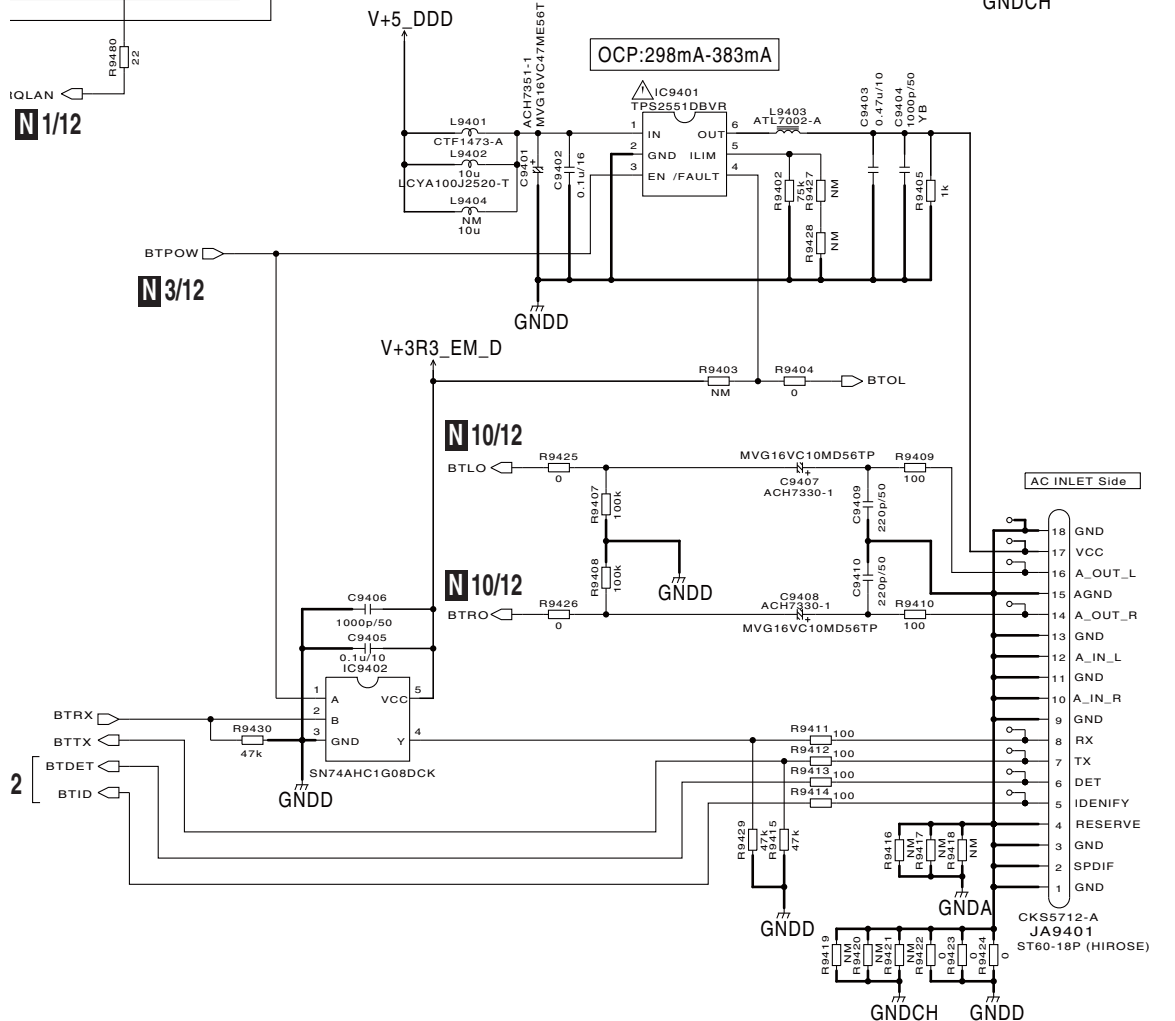 GNDCH
V+5_DDD
R9480
22
IQLAN
N 1/12
ACH7351-1
MVG16VC47ME56T
OCP:298mA-383mA
IC9401
TPS2551DBVR
L9401
CTF1473-A
L9402
10u
LCYA100J2520-T
L9404
NM
10u
C9401
+
C9402
0.1u/16
1 IN OUT 6
2 GND ILIM 5
3 EN /FAULT 4
L9403
ATL7002-A
R9402
75k
R9427
NM
R9428
NM
C9403
0.47u/10
C9404
1000p/50
YB
R9405
1k
BTPOW
N 3/12
GNDD
V+3R3_EM_D
R9403
NM
R9404
0
BTOL
N 10/12
BTLO
R9425
0
MVG16VC10MD56TP
+
C9407
ACH7330-1
R9409
100
R9407
100k
C9409
220p/50
AC INLET Side
R9408
100k
GNDD
C9410
220p/50
N 10/12
BTRO
R9426
0
C9408
ACH7330-1
+
MVG16VC10MD56TP
R9410
100
C9406
1000p/50
C9405
0.1u/10
IC9402
1 A VCC 5
2 B
3 GND Y 4
SN74AHC1G08DCK
BTRX
BTTX
R9430
47k
2
BTDET
BTID
GNDD
R9411 100
R9412 100
R9413 100
R9414 100
R9429
47k
R9415
47k
GNDD
18 GND
17 VCC
16 A_OUT_L
15 AGND
14 A_OUT_R
13 GND
12 A_IN_L
11 GND
10 A_IN_R
9 GND
8 RX
7 TX
6 DET
5 IDENIFY
4 RESERVE
3 GND
2 SPDIF
1 GND
R9416
NM
R9417
NM
R9418
NM
GNDA
CKS5712-A
JA9401
ST60-18P (HIROSE)
R9419
NM
R9420
NM
R9421
NM
R9422
0
R9423
0
R9424
0
GNDCH
GNDD